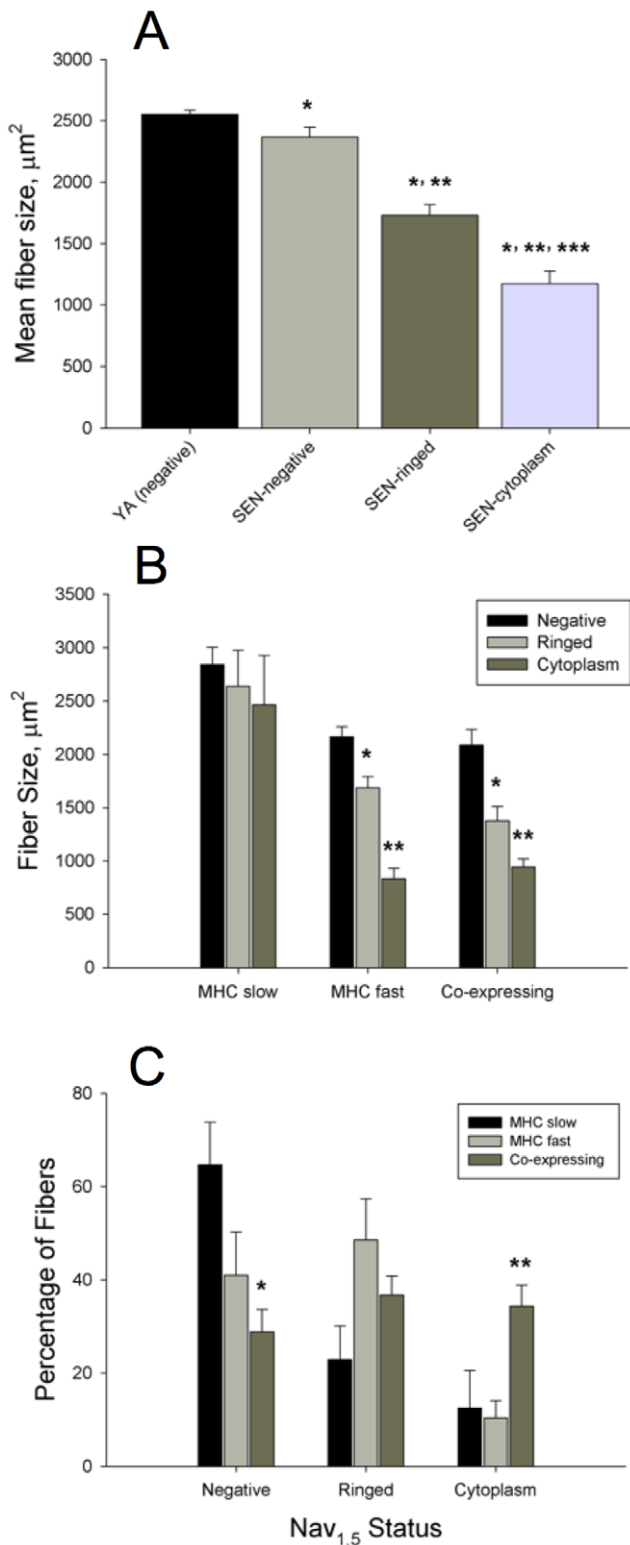 A
3000
2500
2000
1500
1000
500
0
Mean fiber size, μm²
*
*, **
*, **, ***
YA (negative)
SEN-negative
SEN-ringed
SEN-cytoplasm
B
3500
3000
2500
2000
1500
1000
500
0
Fiber Size, μm²
Negative
Ringed
Cytoplasm
*
**
*
**
MHC slow
MHC fast
Co-expressing
C
80
60
40
20
0
Percentage of Fibers
MHC slow
MHC fast
Co-expressing
*
**
Negative
Ringed
Cytoplasm
Nav1.5 Status